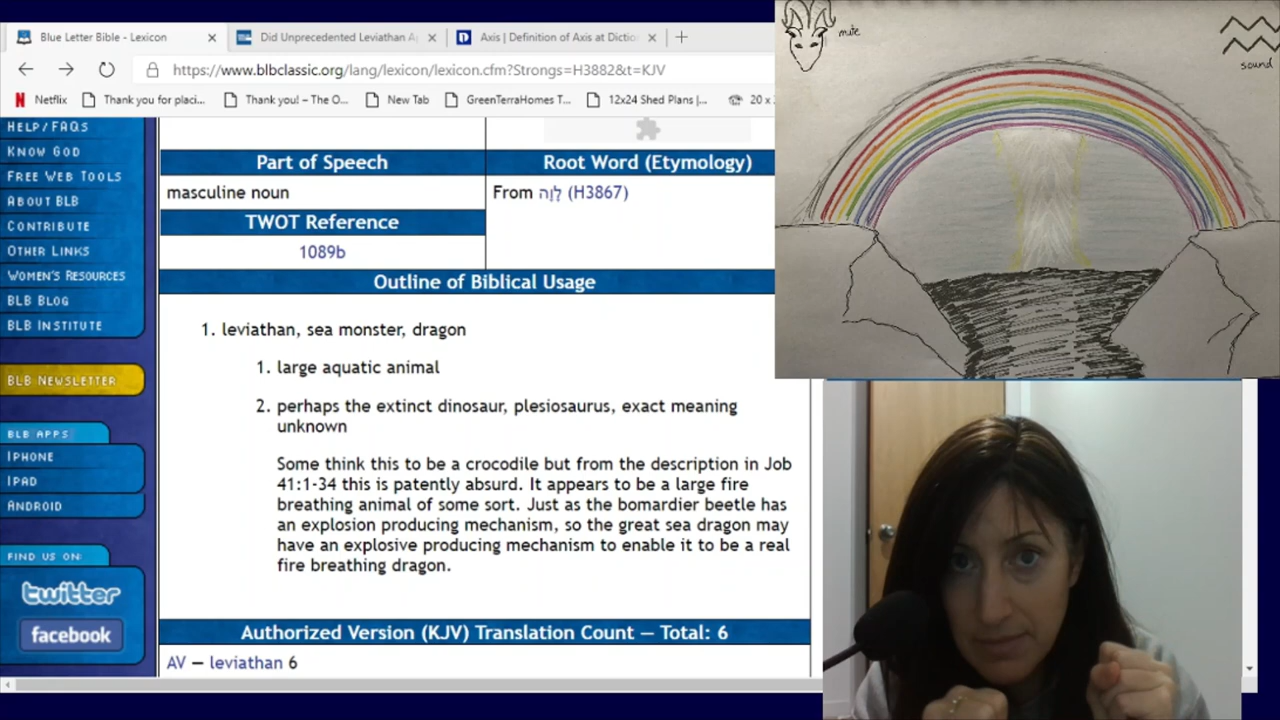 Blue Letter Bible - Lexicon
Did Unprecedented Leviathan A
Axis | Definition of Axis at Dictio
https://www.blbclassic.org/lang/lexicon/lexicon.cfm?Strongs=H3882&t=KJV
Netflix
Thank you for placi...
Thank you! – The O...
New Tab
GreenTerraHomes T...
12x24 Shed Plans |...
20 x
HELP/FAQS
KNOW GOD
FREE WEB TOOLS
ABOUT BLB
CONTRIBUTE
OTHER LINKS
WOMEN'S RESOURCES
BLB BLOG
BLB INSTITUTE
BLB NEWSLETTER
BLB APPS
IPHONE
IPAD
ANDROID
FIND US ON:
twitter
facebook
Part of Speech
masculine noun
TWOT Reference
1089b
Root Word (Etymology)
From לָוָה (H3867)
Outline of Biblical Usage
1. leviathan, sea monster, dragon
1. large aquatic animal
2. perhaps the extinct dinosaur, plesiosaurus, exact meaning
unknown
Some think this to be a crocodile but from the description in Job
41:1-34 this is patently absurd. It appears to be a large fire
breathing animal of some sort. Just as the bomardier beetle has
an explosion producing mechanism, so the great sea dragon may
have an explosive producing mechanism to enable it to be a real
fire breathing dragon.
Authorized Version (KJV) Translation Count — Total: 6
AV — leviathan 6
mute
sound